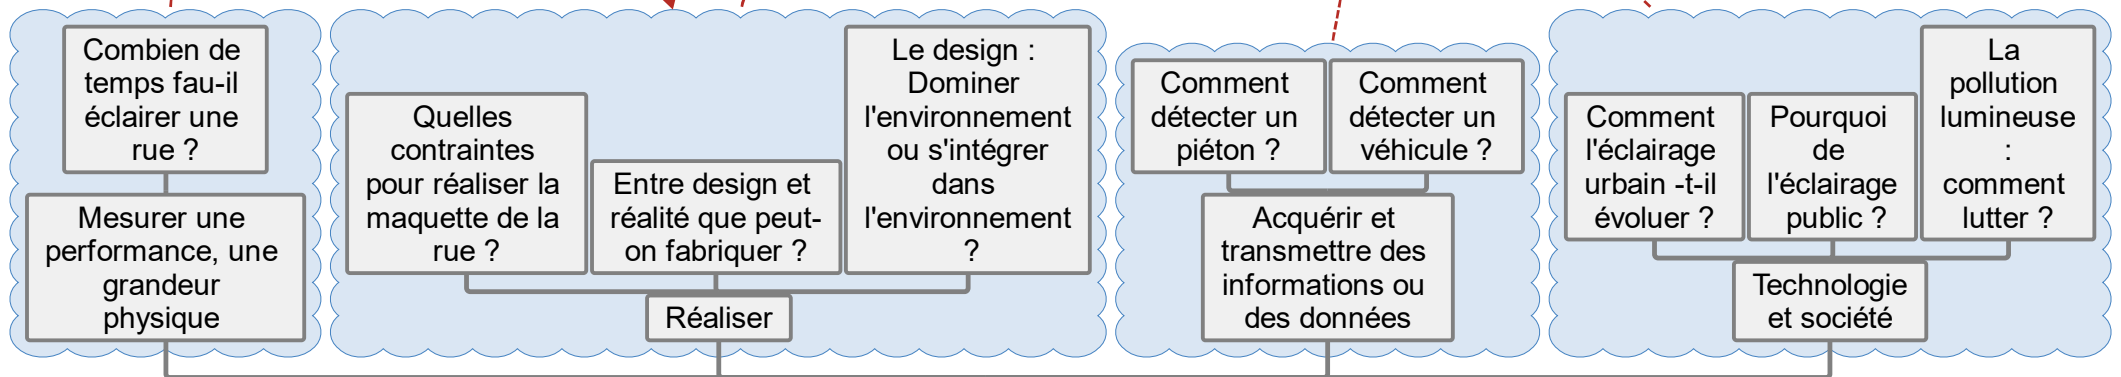 Combien de
temps fau-il
éclairer une
rue ?
Mesurer une
performance, une
grandeur
physique
Quelles
contraintes
pour réaliser la
maquette de la
rue ?
Entre design et
réalité que peut-
on fabriquer ?
Le design :
Dominer
l'environnement
ou s'intégrer
dans
l'environnement
?
Réaliser
Comment
détecter un
piéton ?
Comment
détecter un
véhicule ?
Acquérir et
transmettre des
informations ou
des données
Comment
l'éclairage
urbain -t-il
évoluer ?
Pourquoi
de
l'éclairage
public ?
La
pollution
lumineuse
:
comment
lutter ?
Technologie
et société